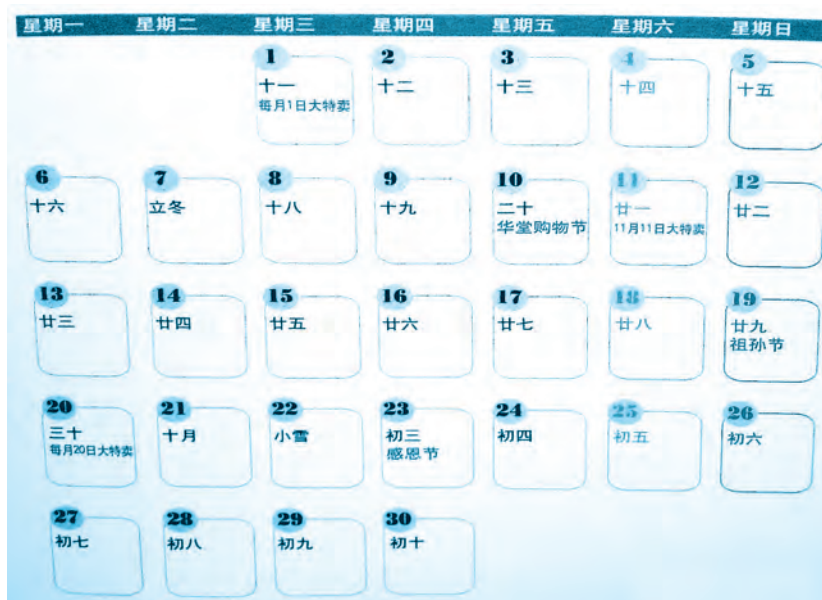 星期一 星期二 星期三 星期四 星期五 星期六 星期日
1 2 3 4 5
十一 十二 十三 十四 十五
每月1日大特卖
6 7 8 9 10 11 12
十六 立冬 十八 十九 二十 廿一 廿二
华堂购物节 11月11日大特卖
13 14 15 16 17 18 19
廿三 廿四 廿五 廿六 廿七 廿八 廿九
祖孙节
20 21 22 23 24 25 26
三十 十月 小雪 初三 初四 初五 初六
每月20日大特卖 感恩节
27 28 29 30
初七 初八 初九 初十